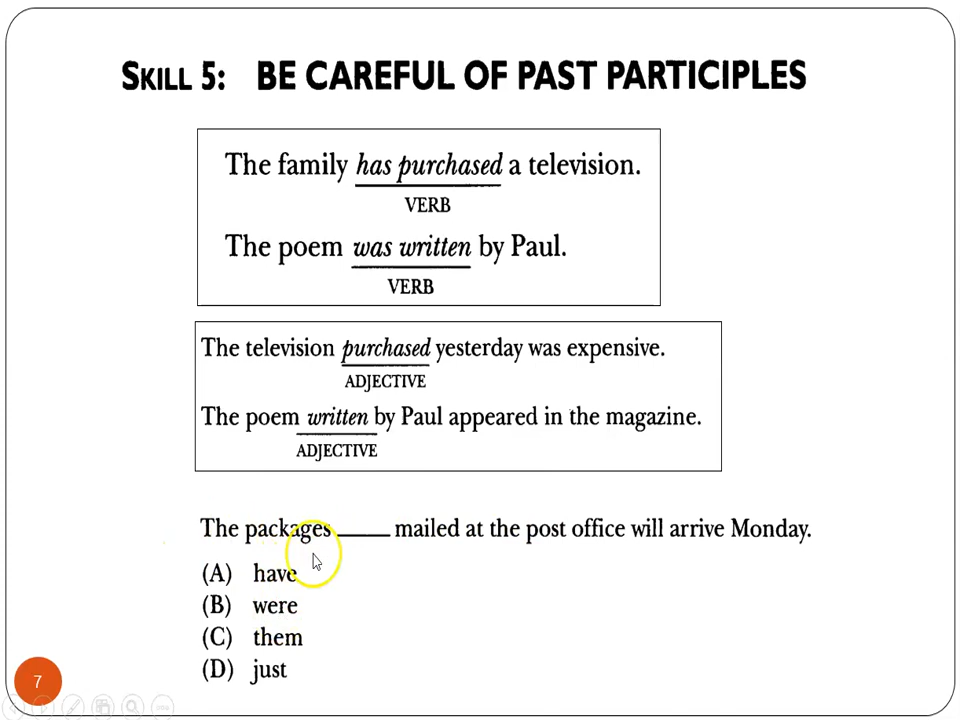 SKILL 5: BE CAREFUL OF PAST PARTICIPLES
The family has purchased a television.
VERB
The poem was written by Paul.
VERB
The television purchased yesterday was expensive.
ADJECTIVE
The poem written by Paul appeared in the magazine.
ADJECTIVE
The packages ____ mailed at the post office will arrive Monday.
(A) have
(B) were
(C) them
(D) just
7